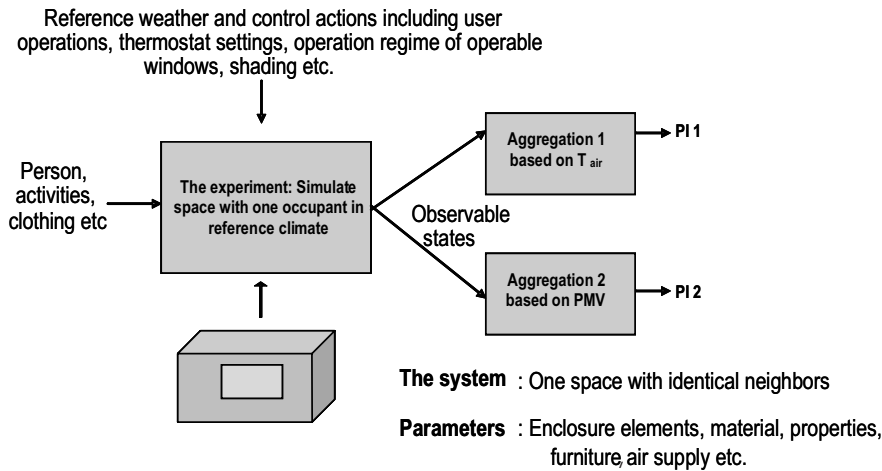 Reference weather and control actions including user
operations, thermostat settings, operation regime of operable
windows, shading etc.
Person,
activities,
clothing etc
The experiment: Simulate
space with one occupant in
reference climate
Observable
states
Aggregation 1
based on T air
PI 1
Aggregation 2
based on PMV
PI 2
The system : One space with identical neighbors
Parameters : Enclosure elements, material, properties,
furniture, air supply etc.